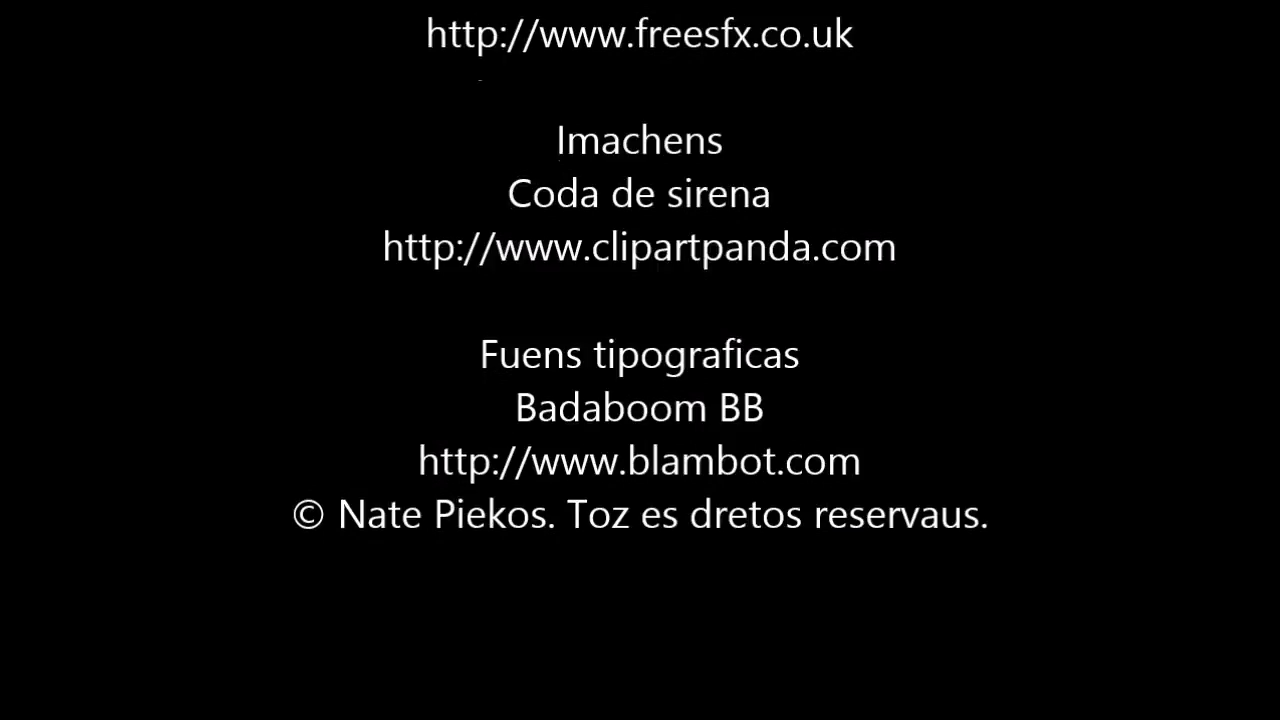 http://www.freesfx.co.uk
Imachens
Coda de sirena
http://www.clipartpanda.com
Fuens tipograficas
Badaboom BB
http://www.blambot.com
© Nate Piekos. Toz es dretos reservaus.